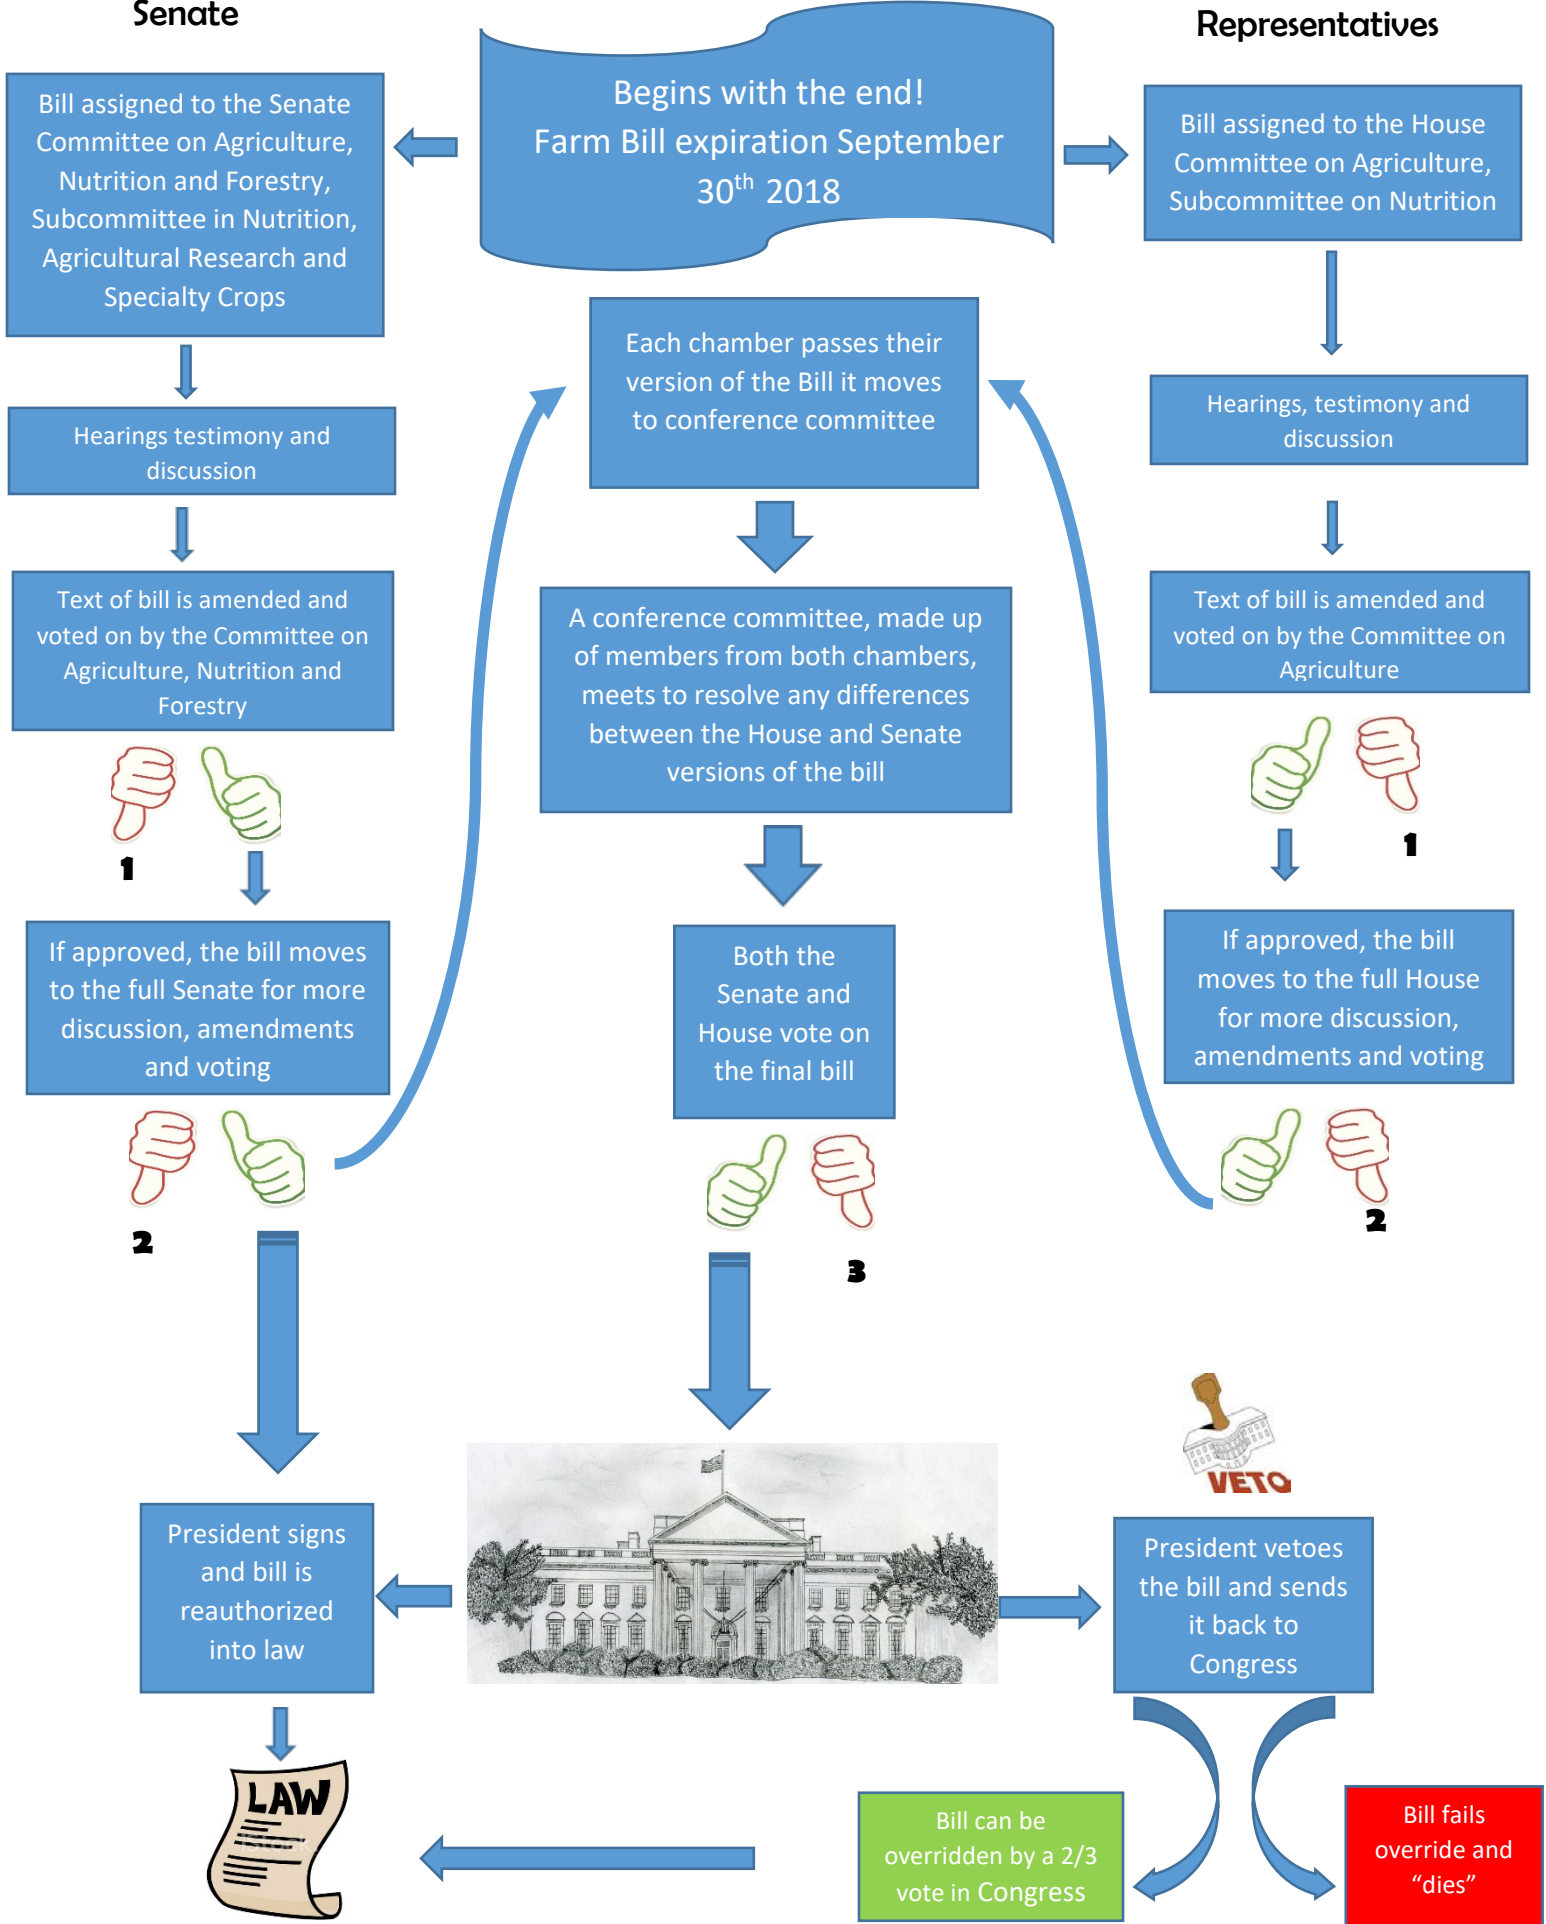 Senate
Representatives
Begins with the end!
Farm Bill expiration September
30th 2018
Bill assigned to the Senate
Committee on Agriculture,
Nutrition and Forestry,
Subcommittee in Nutrition,
Agricultural Research and
Specialty Crops
Bill assigned to the House
Committee on Agriculture,
Subcommittee on Nutrition
Each chamber passes their
version of the Bill it moves
to conference committee
Hearings testimony and
discussion
Hearings, testimony and
discussion
Text of bill is amended and
voted on by the Committee on
Agriculture, Nutrition and
Forestry
A conference committee, made up
of members from both chambers,
meets to resolve any differences
between the House and Senate
versions of the bill
Text of bill is amended and
voted on by the Committee on
Agriculture
1
1
If approved, the bill moves
to the full Senate for more
discussion, amendments
and voting
Both the
Senate and
House vote on
the final bill
If approved, the bill
moves to the full House
for more discussion,
amendments and voting
2
3
2
VETO
President signs
and bill is
reauthorized
into law
President vetoes
the bill and sends
it back to
Congress
LAW
iStock
Bill can be
overridden by a 2/3
vote in Congress
Bill fails
override and
“dies”